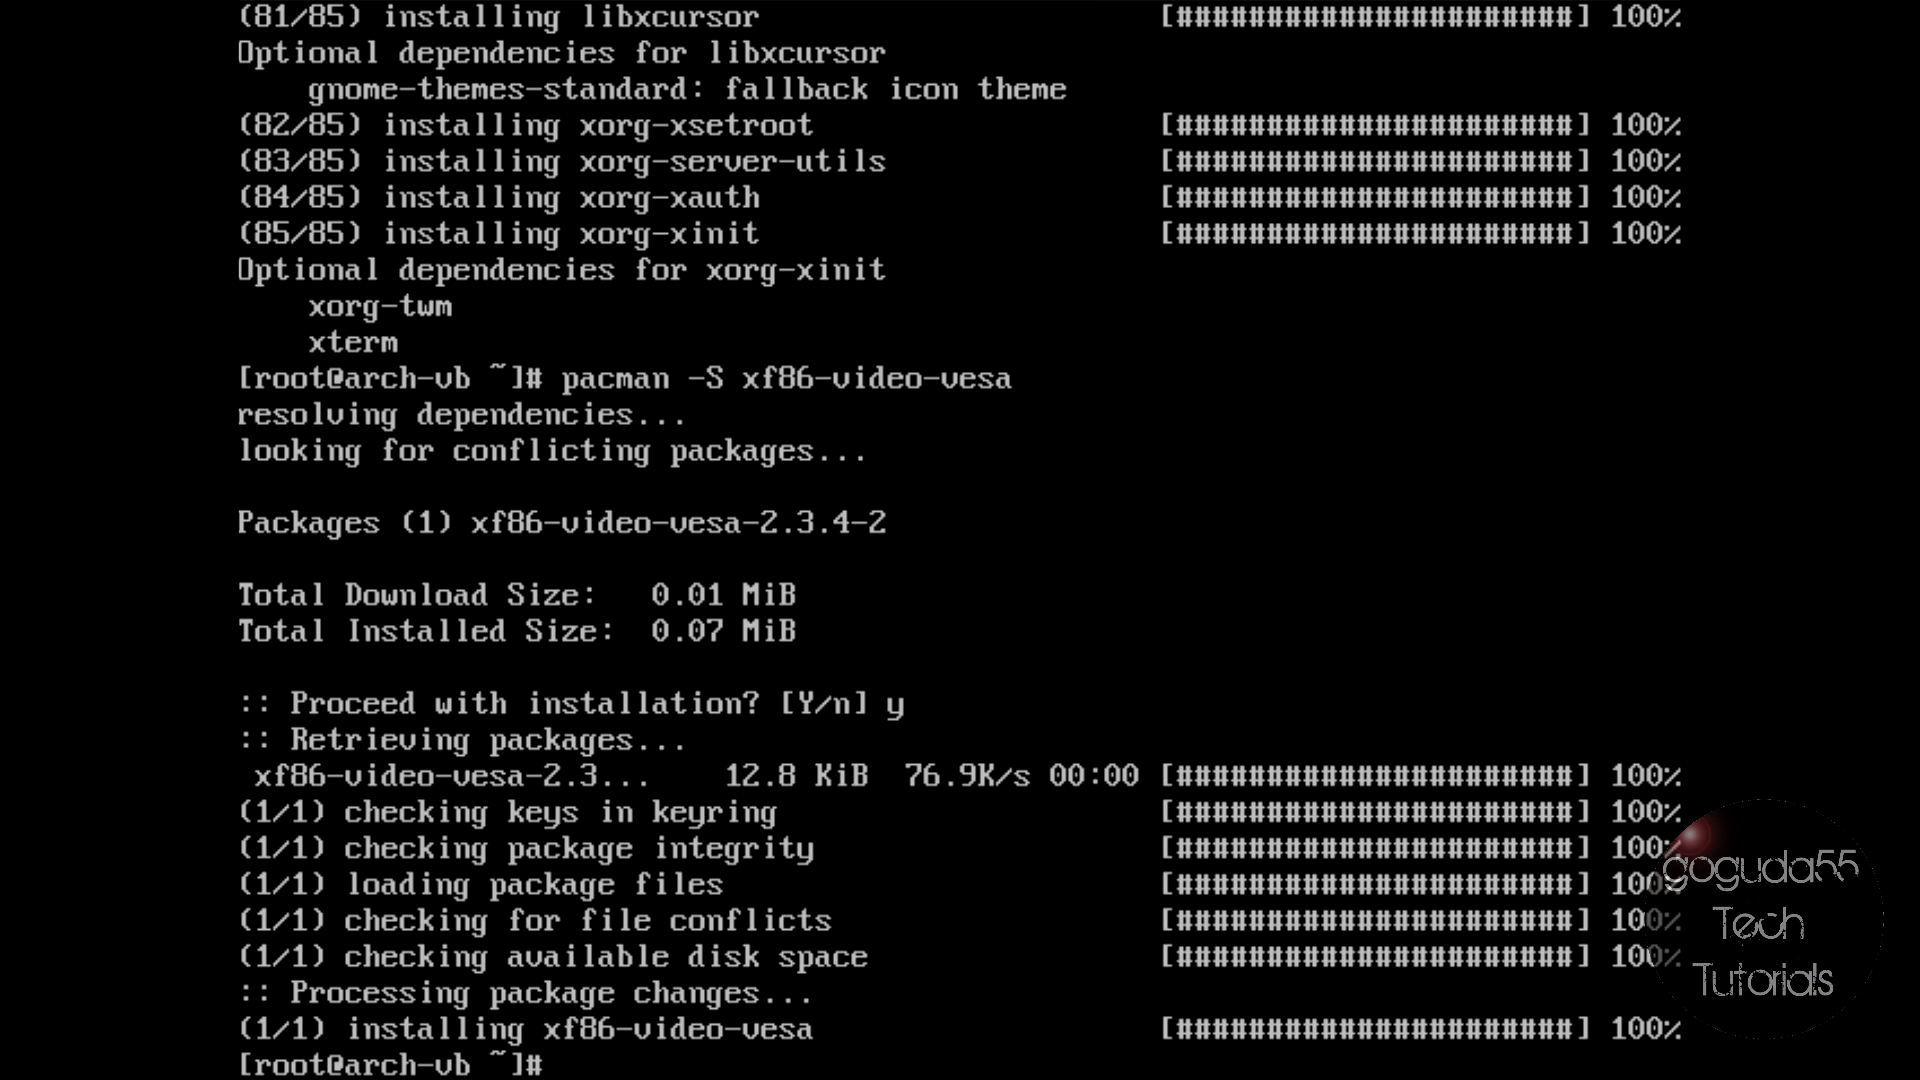 (81/85) installing libxcursor [######################] 100%
Optional dependencies for libxcursor
gnome-themes-standard: fallback icon theme
(82/85) installing xorg-xsetroot [######################] 100%
(83/85) installing xorg-server-utils [######################] 100%
(84/85) installing xorg-xauth [######################] 100%
(85/85) installing xorg-xinit [######################] 100%
Optional dependencies for xorg-xinit
xorg-twm
xterm
[root@arch-vb ~]# pacman -S xf86-video-vesa
resolving dependencies...
looking for conflicting packages...
Packages (1) xf86-video-vesa-2.3.4-2
Total Download Size: 0.01 MiB
Total Installed Size: 0.07 MiB
:: Proceed with installation? [Y/n] y
:: Retrieving packages...
xf86-video-vesa-2.3... 12.8 KiB 76.9K/s 00:00 [######################] 100%
(1/1) checking keys in keyring [######################] 100%
(1/1) checking package integrity [######################] 100%
(1/1) loading package files [######################] 100%
(1/1) checking for file conflicts [######################] 100%
(1/1) checking available disk space [######################] 100%
:: Processing package changes...
(1/1) installing xf86-video-vesa [######################] 100%
[root@arch-vb ~]#
goguda55
Tech
Tutorials